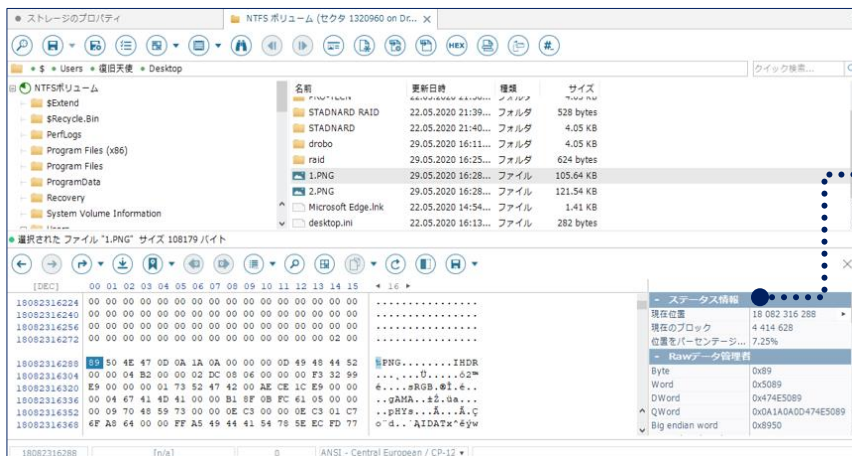 ストレージのプロパティ
NTFS ボリューム (セクタ 1320960 on Dr... ×
HEX
#.
$ Users 復旧天使 Desktop
クイック検索...
NTFSボリューム
$Extend
$Recycle.Bin
PerfLogs
Program Files (x86)
Program Files
ProgramData
Recovery
System Volume Information
名前 更新日時 種類 サイズ
STADNARD RAID 22.05.2020 21:39... フォルダ 528 bytes
STADNARD 22.05.2020 21:40... フォルダ 4.05 KB
drobo 29.05.2020 16:11... フォルダ 4.05 KB
raid 29.05.2020 16:25... フォルダ 624 bytes
1.PNG 29.05.2020 16:28... ファイル 105.64 KB
2.PNG 29.05.2020 16:28... ファイル 121.54 KB
Microsoft Edge.lnk 22.05.2020 14:54... ファイル 1.41 KB
desktop.ini 22.05.2020 16:13... ファイル 282 bytes
選択された ファイル "1.PNG" サイズ 108179 バイト
[DEC] 00 01 02 03 04 05 06 07 08 09 10 11 12 13 14 15 16
18082316224 00 00 00 00 00 00 00 00 00 00 00 00 00 00 00 00 ................
18082316240 00 00 00 00 00 00 00 00 00 00 00 00 00 00 00 00 ................
18082316256 00 00 00 00 00 00 00 00 00 00 00 00 00 00 00 00 ................
18082316272 00 00 00 00 00 00 00 00 00 00 00 00 00 00 02 00 ................
18082316288 89 50 4E 47 0D 0A 1A 0A 00 00 00 0D 49 48 44 52 ‰PNG........IHDR
18082316304 00 00 04 B2 00 00 02 DC 08 06 00 00 00 F3 32 99 ...˛...Ü.....ó2™
18082316320 E9 00 00 00 01 73 52 47 42 00 AE CE 1C E9 00 00 é....sRGB.®Î.é..
18082316336 00 04 67 41 4D 41 00 00 B1 8F 0B FC 61 05 00 00 ..gAMA..±Ź.üa...
18082316352 00 09 70 48 59 73 00 00 0E C3 00 00 0E C3 01 C7 ..pHYs...Ă...Ă.Ç
18082316368 6F A8 64 00 00 FF A5 49 44 41 54 78 5E EC FD 77 o¨d..˙ĄIDATx^ěýw
- ステータス情報
現在位置 18 082 316 288
現在のブロック 4 414 628
位置をパーセンテージ... 7.25%
- Rawデータ管理者
Byte 0x89
Word 0x5089
DWord 0x474E5089
QWord 0x0A1A0A0D474E5089
Big endian word 0x8950
18082316288 [n/a] 0 ANSI - Central European / CP-12